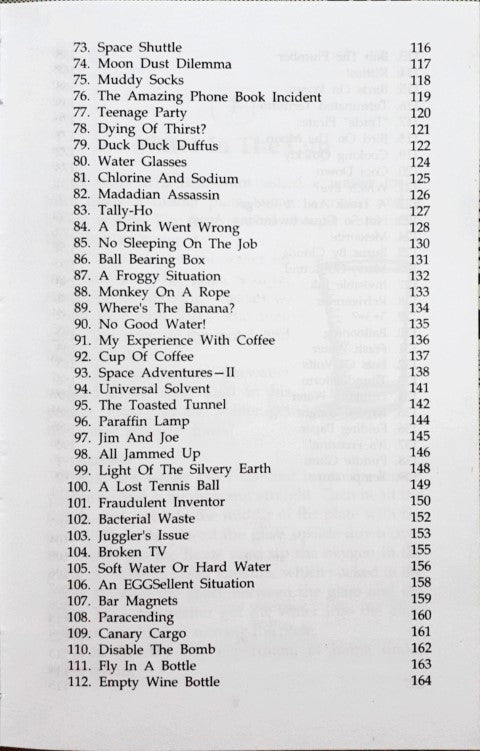 73. Space Shuttle 116
74. Moon Dust Dilemma 117
75. Muddy Socks 118
76. The Amazing Phone Book Incident 119
77. Teenage Party 120
78. Dying Of Thirst? 121
79. Duck Duck Duffus 122
80. Water Glasses 124
81. Chlorine And Sodium 125
82. Madadian Assassin 126
83. Tally-Ho 127
84. A Drink Went Wrong 128
85. No Sleeping On The Job 130
86. Ball Bearing Box 131
87. A Froggy Situation 132
88. Monkey On A Rope 133
89. Where's The Banana? 134
90. No Good Water! 135
91. My Experience With Coffee 136
92. Cup Of Coffee 137
93. Space Adventures—II 138
94. Universal Solvent 141
95. The Toasted Tunnel 142
96. Paraffin Lamp 144
97. Jim And Joe 145
98. All Jammed Up 146
99. Light Of The Silvery Earth 148
100. A Lost Tennis Ball 149
101. Fraudulent Inventor 150
102. Bacterial Waste 152
103. Juggler's Issue 153
104. Broken TV 155
105. Soft Water Or Hard Water 156
106. An EGGSellent Situation 158
107. Bar Magnets 159
108. Paracending 160
109. Canary Cargo 161
110. Disable The Bomb 162
111. Fly In A Bottle 163
112. Empty Wine Bottle 164